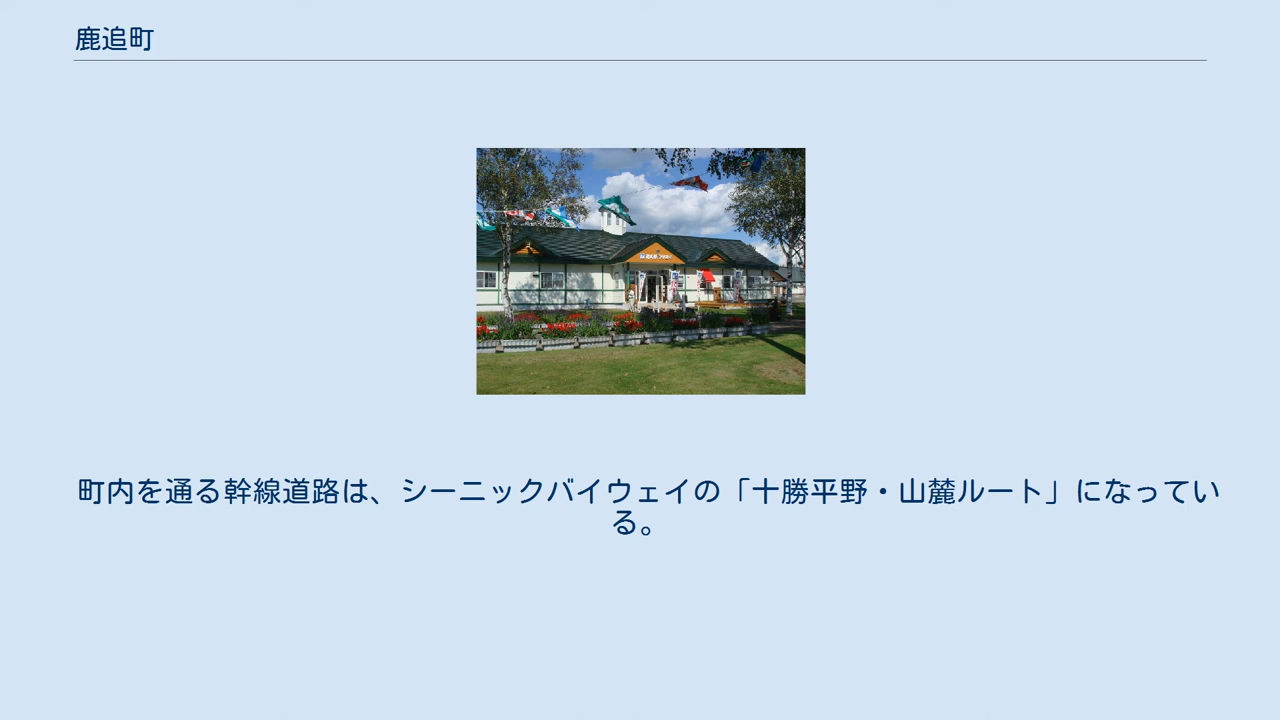 鹿追町
町内を通る幹線道路は、シーニックバイウェイの「十勝平野・山麓ルート」になってい
る。